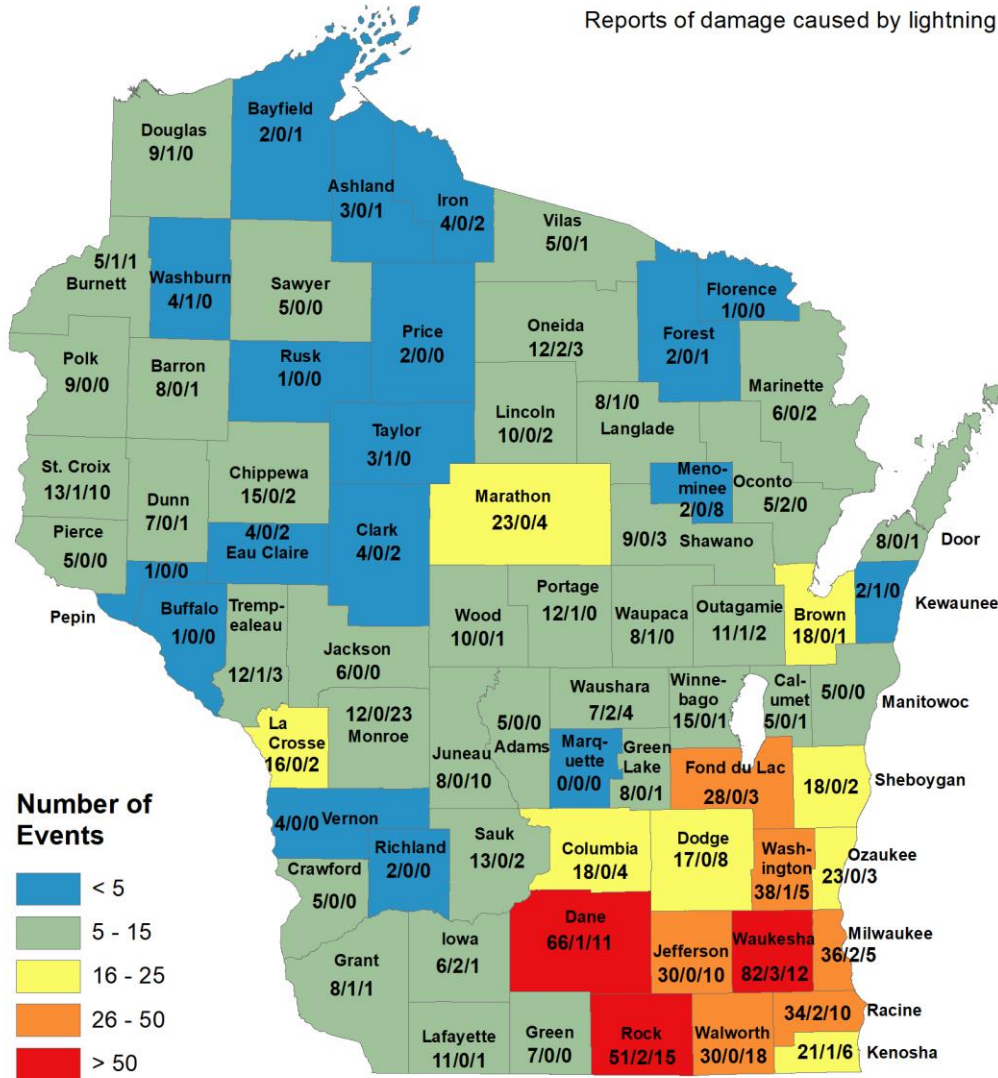 Reports of damage caused by lightning
Bayfield
2/0/1
Douglas
9/1/0
Ashland
3/0/1
Iron
4/0/2
Vilas
5/0/1
5/1/1
Burnett
Washburn
4/1/0
Sawyer
5/0/0
Florence
1/0/0
Price
2/0/0
Oneida
12/2/3
Forest
2/0/1
Polk
9/0/0
Barron
8/0/1
Rusk
1/0/0
Marinette
6/0/2
Lincoln
10/0/2
8/1/0
Langlade
Taylor
3/1/0
St. Croix
13/1/10
Chippewa
15/0/2
Dunn
7/0/1
Marathon
23/0/4
Meno-
minee
2/0/8
Oconto
5/2/0
Pierce
5/0/0
4/0/2
Eau Claire
Clark
4/0/2
9/0/3
Shawano
8/0/1
Door
1/0/0
Pepin
Buffalo
1/0/0
Tremp-
ealeau
12/1/3
Jackson
6/0/0
Wood
10/0/1
Portage
12/1/0
Waupaca
8/1/0
Outagamie
11/1/2
Brown
18/0/1
2/1/0
Kewaunee
La
Crosse
16/0/2
12/0/23
Monroe
Juneau
8/0/10
5/0/0
Adams
Waushara
7/2/4
Winne-
bago
15/0/1
Cal-
umet
5/0/1
5/0/0
Manitowoc
Marq-
uette
0/0/0
Green
Lake
8/0/1
Fond du Lac
28/0/3
18/0/2
Sheboygan
4/0/0 Vernon
Richland
2/0/0
Sauk
13/0/2
Columbia
18/0/4
Dodge
17/0/8
Wash-
ington
38/1/5
Ozaukee
23/0/3
Crawford
5/0/0
Dane
66/1/11
Jefferson
30/0/10
Waukesha
82/3/12
Milwaukee
36/2/5
Grant
8/1/1
Iowa
6/2/1
Lafayette
11/0/1
Green
7/0/0
Rock
51/2/15
Walworth
30/0/18
34/2/10
Racine
21/1/6
Kenosha
Number of
Events
< 5
5 - 15
16 - 25
26 - 50
> 50